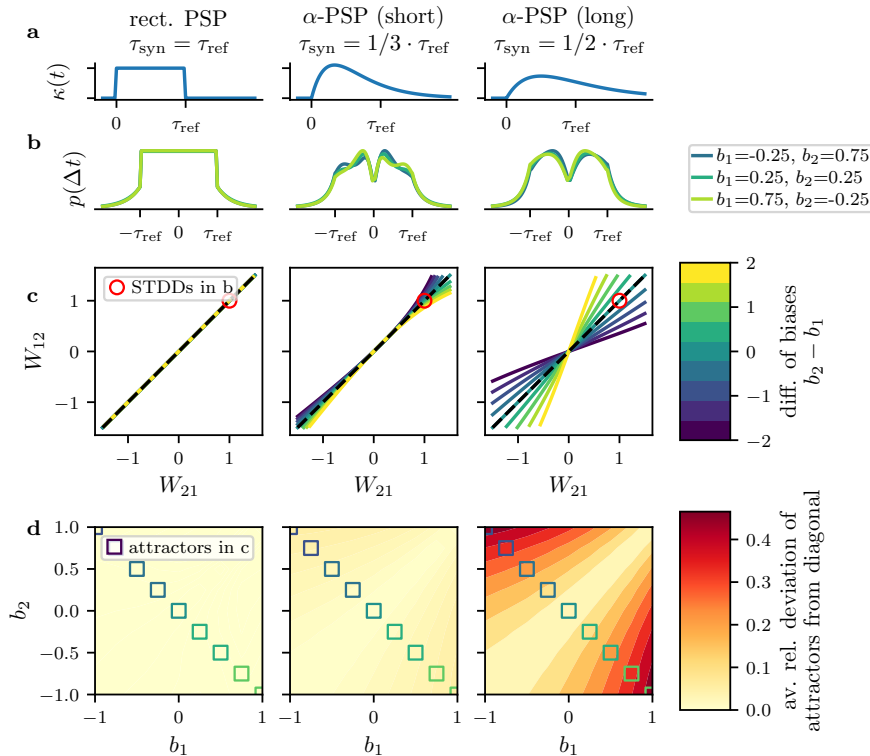 rect. PSP
τsyn = τref
α-PSP (short)
τsyn = 1/3 · τref
α-PSP (long)
τsyn = 1/2 · τref
a
κ(t)
0 τref
0 τref
0 τref
b
p(Δt)
−τref 0 τref
−τref 0 τref
−τref 0 τref
b1=-0.25, b2=0.75
b1=0.25, b2=0.25
b1=0.75, b2=-0.25
c
STDDs in b
W12
1
0
−1
−1 0 1
−1 0 1
−1 0 1
W21
W21
W21
2
1
0
−1
−2
diff. of biases
b2 − b1
d
attractors in c
b2
1.0
0.5
0.0
−0.5
−1.0
−1 0 1
−1 0 1
−1 0 1
b1
b1
b1
0.4
0.3
0.2
0.1
0.0
av. rel. deviation of
attractors from diagonal